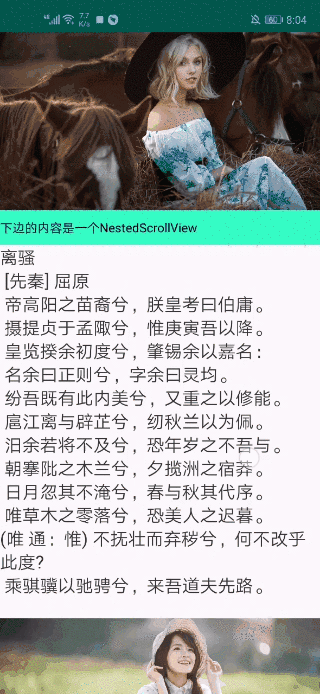 4G 7.7 K/s 60 8:04
下边的内容是一个NestedScrollView
离骚
[先秦] 屈原
帝高阳之苗裔兮，朕皇考曰伯庸。
摄提贞于孟陬兮，惟庚寅吾以降。
皇览揆余初度兮，肇锡余以嘉名：
名余曰正则兮，字余曰灵均。
纷吾既有此内美兮，又重之以修能。
扈江离与辟芷兮，纫秋兰以为佩。
汨余若将不及兮，恐年岁之不吾与。
朝搴阰之木兰兮，夕揽洲之宿莽。
日月忽其不淹兮，春与秋其代序。
唯草木之零落兮，恐美人之迟暮。
(唯 通：惟) 不抚壮而弃秽兮，何不改乎
此度?
乘骐骥以驰骋兮，来吾道夫先路。